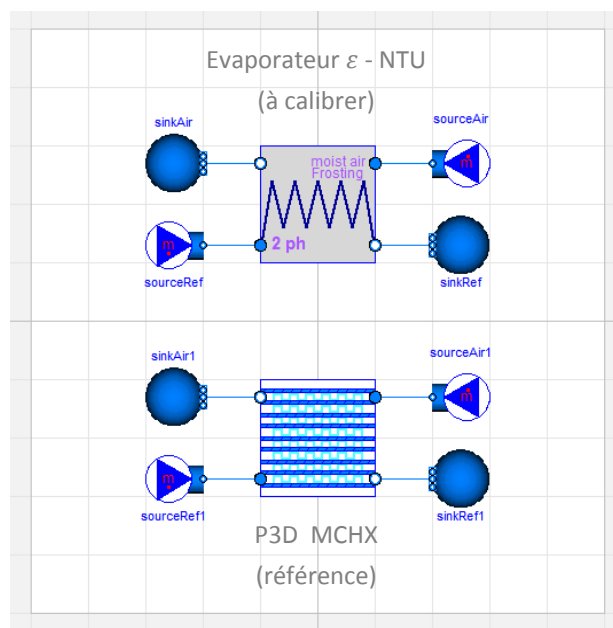 Evaporateur ε - NTU
(à calibrer)
sinkAir
sourceAir
moist air
Frosting
ṁ
2 ph
ṁ
sourceRef
sinkRef
sinkAir1
sourceAir1
ṁ
ṁ
sourceRef1
sinkRef1
P3D MCHX
(référence)